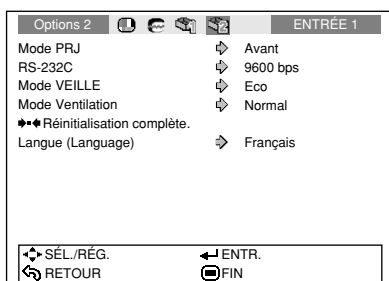 Options 2 ENTRÉE 1
Mode PRJ Avant
RS-232C 9600 bps
Mode VEILLE Eco
Mode Ventilation Normal
Réinitialisation complète.
Langue (Language) Français
SÉL./RÉG. ENTR.
RETOUR FIN